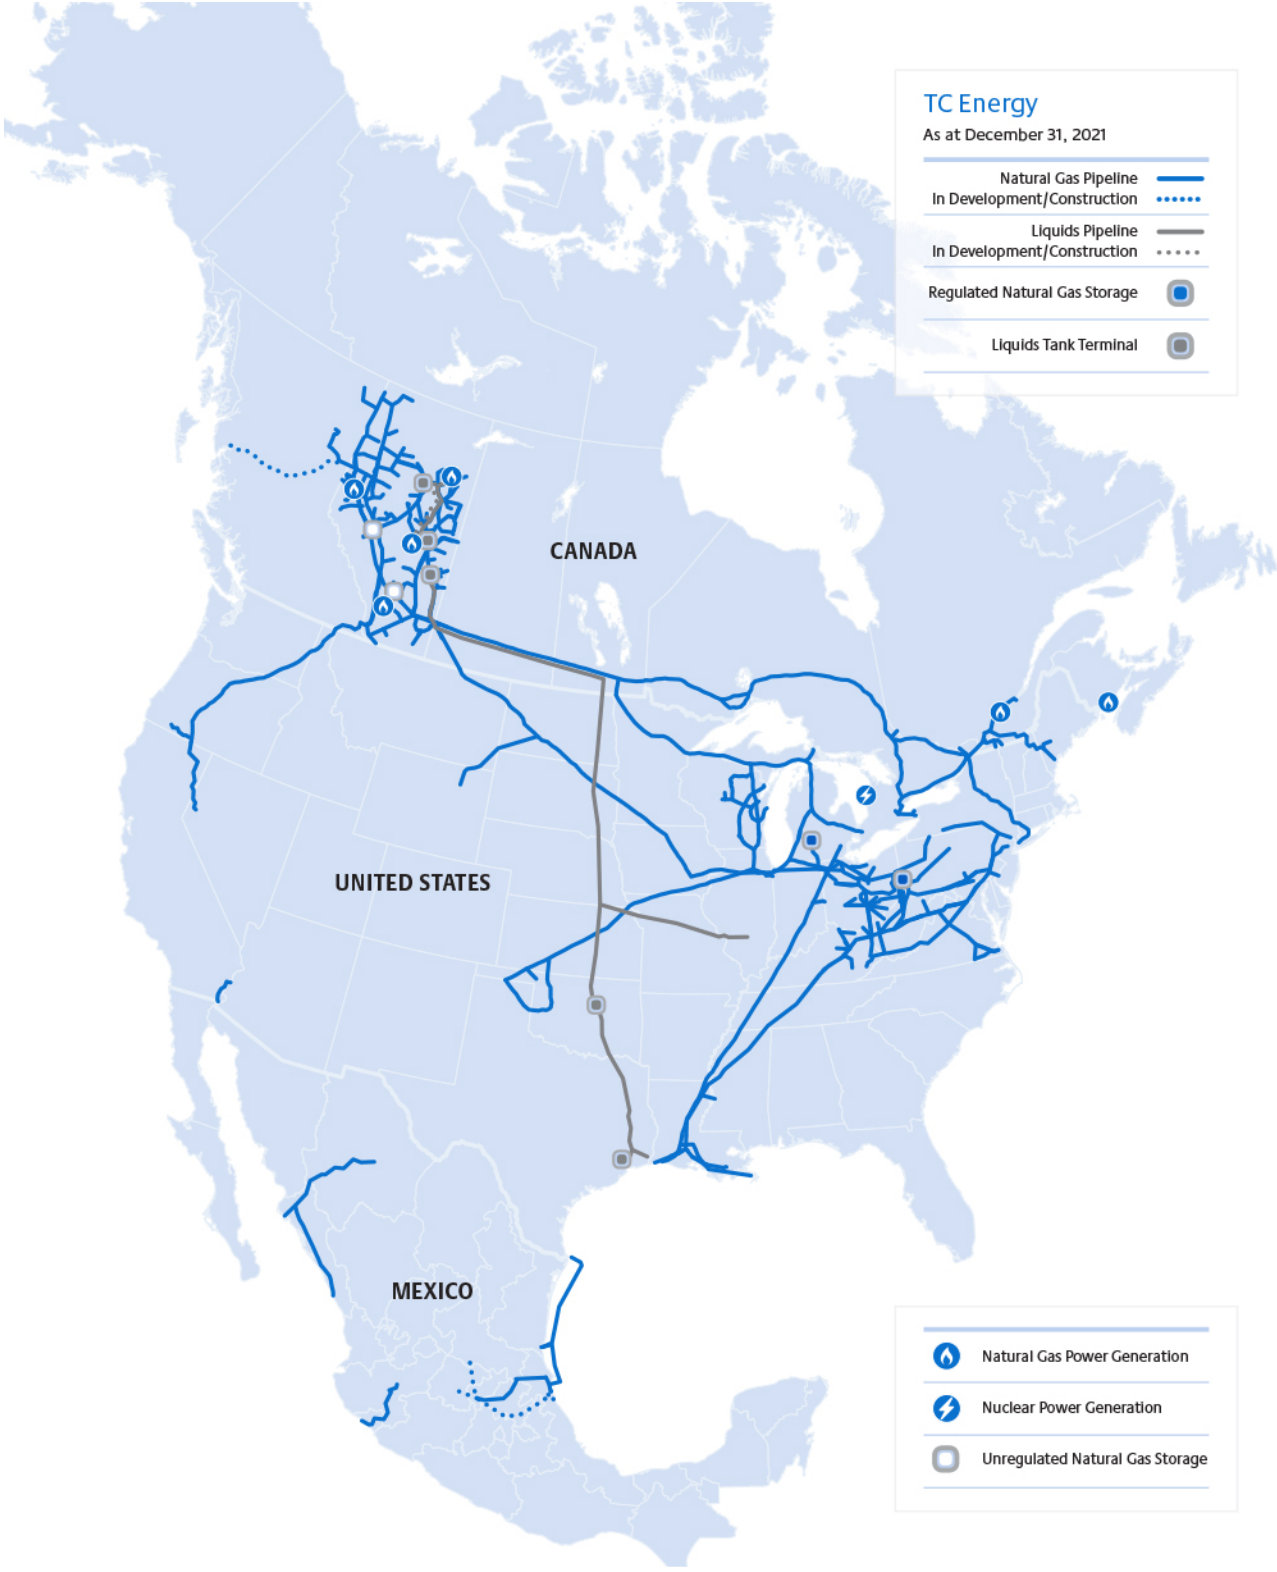 TC Energy
As at December 31, 2021
Natural Gas Pipeline
In Development/Construction
Liquids Pipeline
In Development/Construction
Regulated Natural Gas Storage
Liquids Tank Terminal
CANADA
UNITED STATES
MEXICO
Natural Gas Power Generation
Nuclear Power Generation
Unregulated Natural Gas Storage